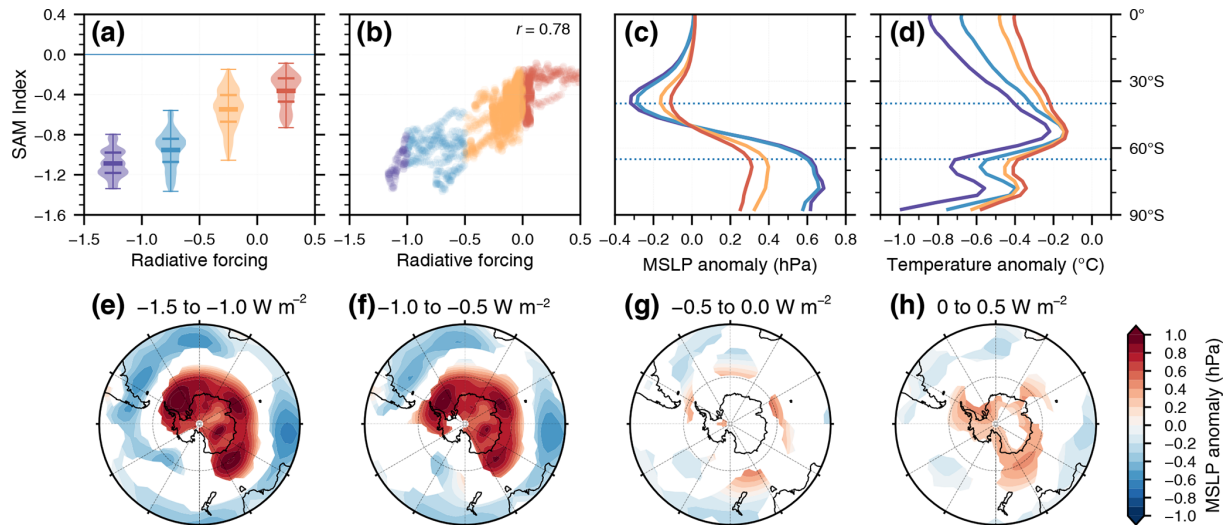 (a)
(b)
r = 0.78
(c)
(d)
SAM Index
0.4
0.0
−0.4
−0.8
−1.2
−1.6
0°
30°S
60°S
90°S
−1.5 −1.0 −0.5 0.0 0.5
−1.5 −1.0 −0.5 0.0 0.5
−0.4 −0.2 0.0 0.2 0.4 0.6 0.8
−1.0 −0.8 −0.6 −0.4 −0.2 0.0
Radiative forcing
Radiative forcing
MSLP anomaly (hPa)
Temperature anomaly (°C)
(e) −1.5 to −1.0 W m⁻²
(f) −1.0 to −0.5 W m⁻²
(g) −0.5 to 0.0 W m⁻²
(h) 0 to 0.5 W m⁻²
1.0
0.8
0.6
0.4
0.2
0.0
−0.2
−0.4
−0.6
−0.8
−1.0
MSLP anomaly (hPa)